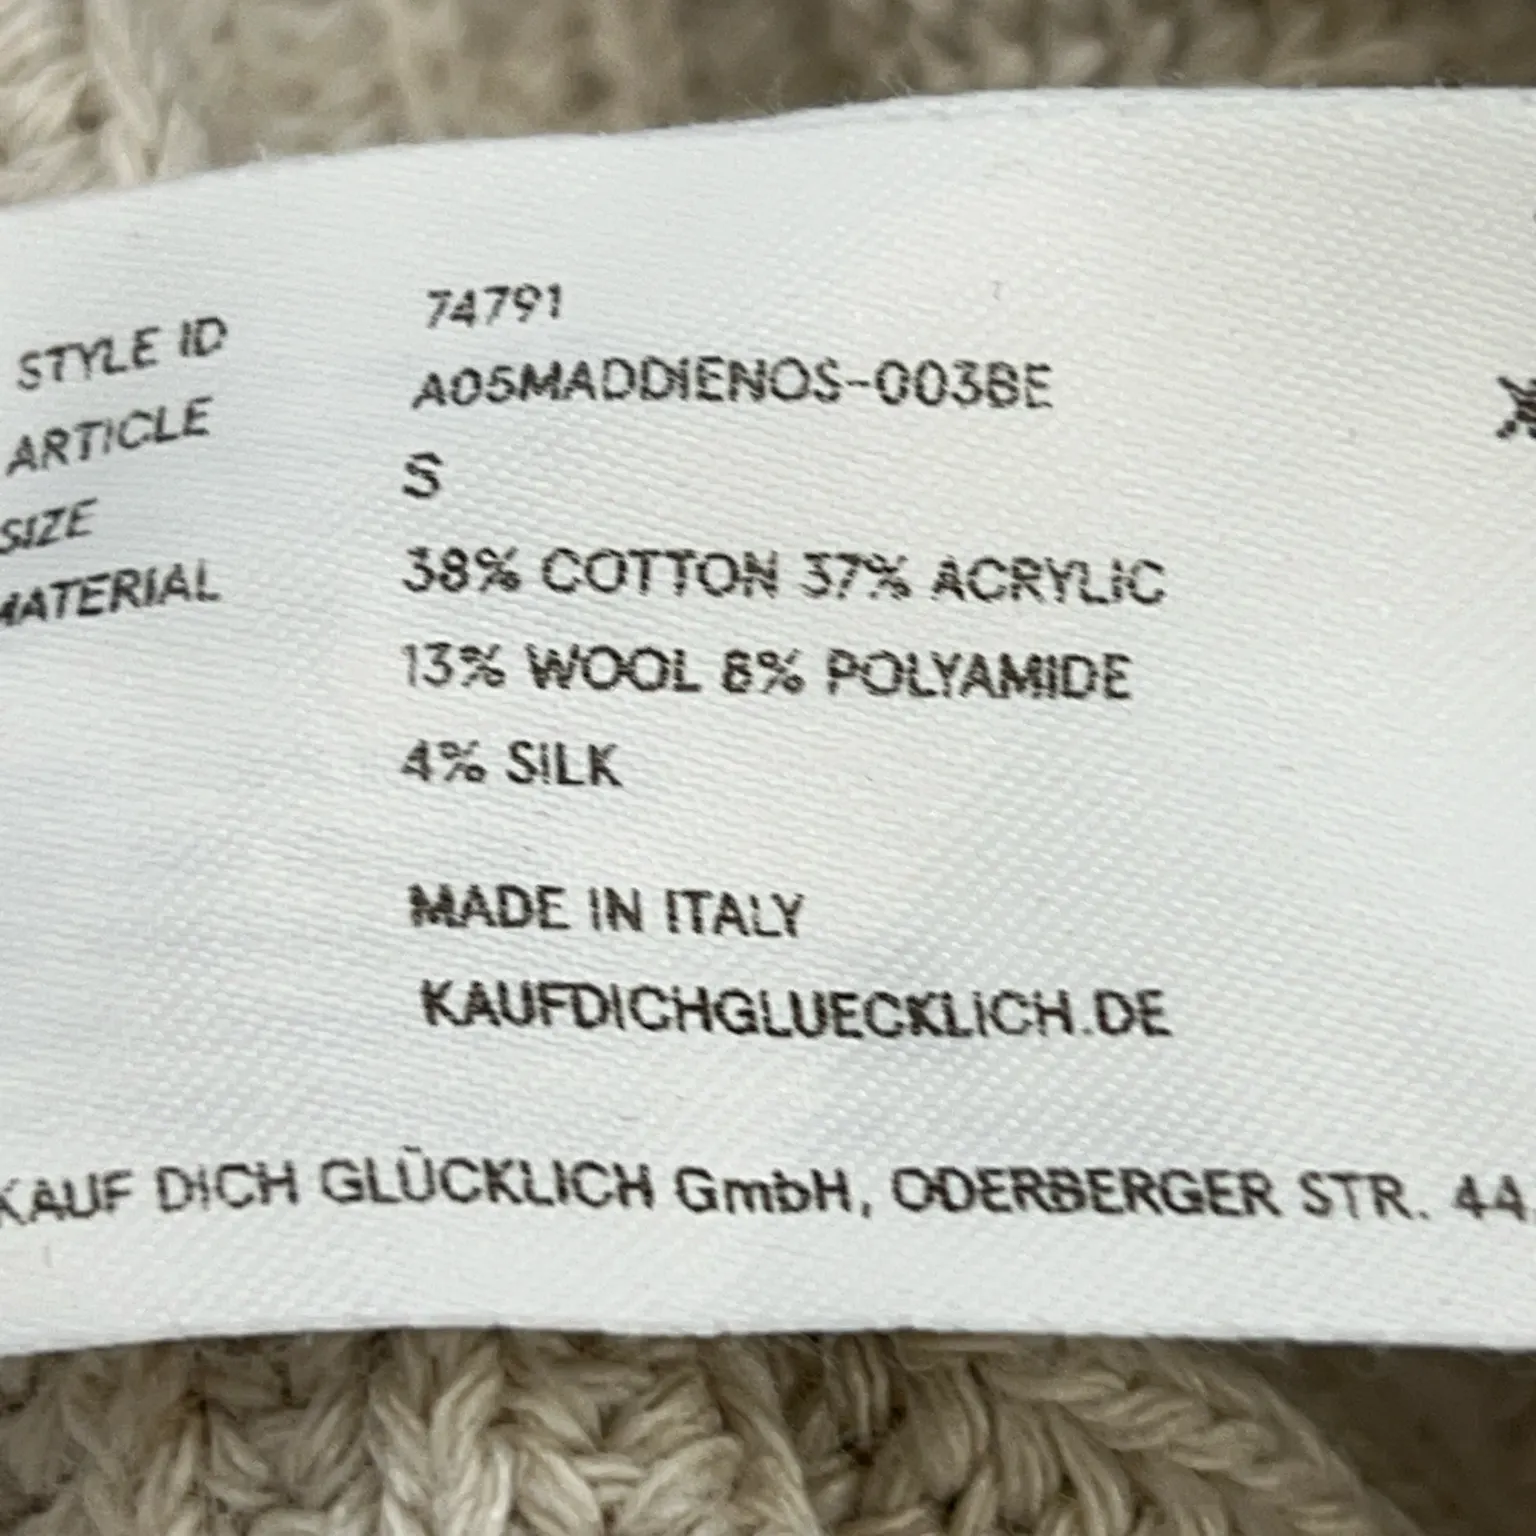 STYLE ID 74791
ARTICLE A05MADDIENOS-003BE
SIZE S
MATERIAL 38% COTTON 37% ACRYLIC
13% WOOL 8% POLYAMIDE
4% SILK
MADE IN ITALY
KAUFDICHGLUECKLICH.DE
KAUF DICH GLÜCKLICH GmbH, ODERBERGER STR. 44,